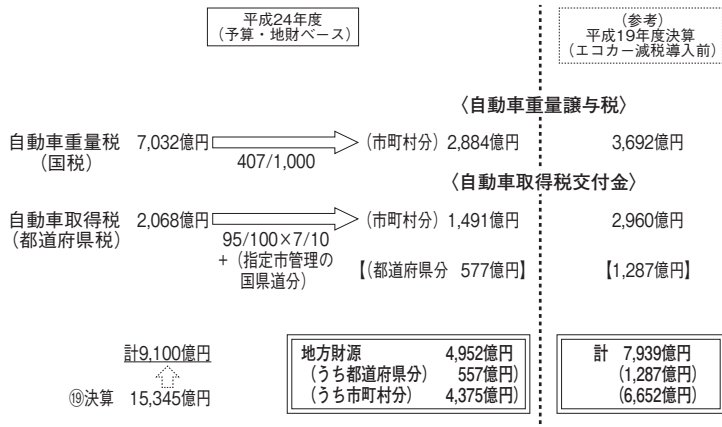 平成24年度
(予算・地財ベース)
(参考)
平成19年度決算
(エコカー減税導入前)
〈自動車重量譲与税〉
自動車重量税 7,032億円 (市町村分) 2,884億円 3,692億円
(国税) 407/1,000
〈自動車取得税交付金〉
自動車取得税 2,068億円 (市町村分) 1,491億円 2,960億円
(都道府県税) 95/100×7/10
+(指定市管理の 【(都道府県分 577億円】 【1,287億円】
国県道分)
計9,100億円
⑲決算 15,345億円
地方財源 4,952億円
(うち都道府県分) 557億円)
(うち市町村分) 4,375億円)
計 7,939億円
(1,287億円)
(6,652億円)